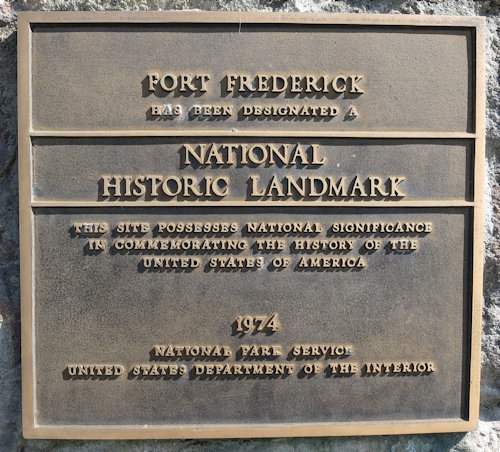 FORT FREDERICK
HAS BEEN DESIGNATED A
NATIONAL
HISTORIC LANDMARK
THIS SITE POSSESSES NATIONAL SIGNIFICANCE
IN COMMEMORATING THE HISTORY OF THE
UNITED STATES OF AMERICA
1974
NATIONAL PARK SERVICE
UNITED STATES DEPARTMENT OF THE INTERIOR